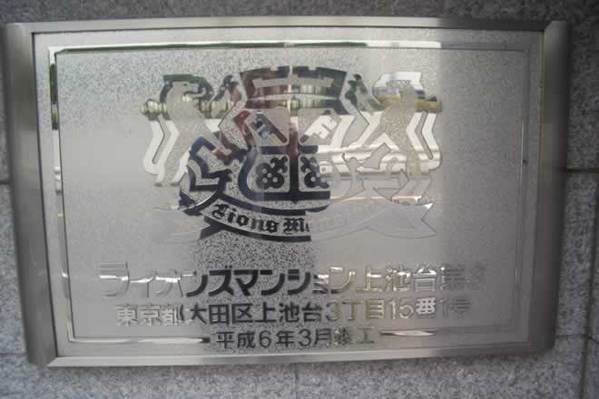 Lions
ライオンズマンション上池台第
東京都大田区上池台3丁目15番1号
平成6年3月竣工